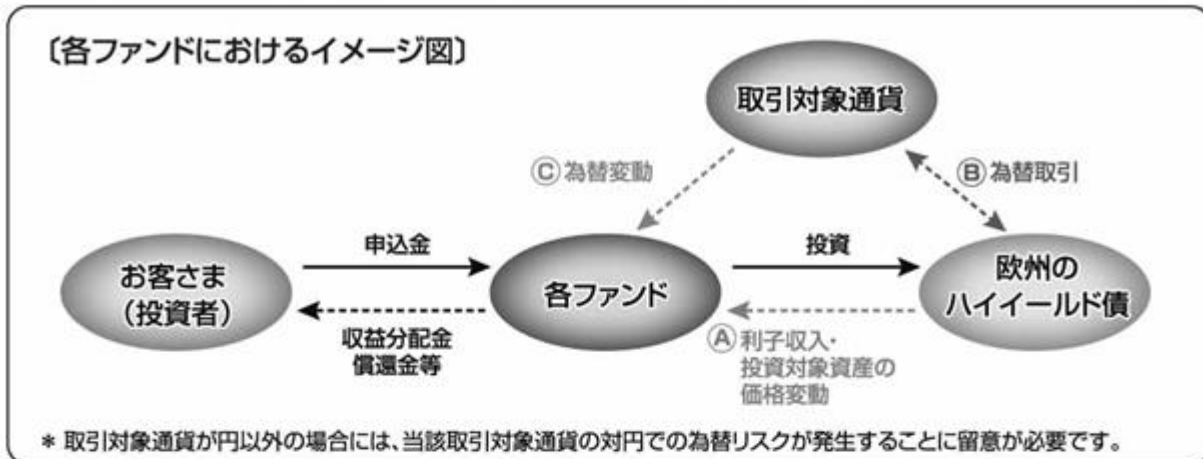 〔各ファンドにおけるイメージ図〕
取引対象通貨
Ⓒ為替変動
Ⓑ為替取引
申込金
投資
お客さま
（投資者）
各ファンド
欧州の
ハイイールド債
収益分配金
償還金等
Ⓐ利子収入・
投資対象資産の
価格変動
* 取引対象通貨が円以外の場合には、当該取引対象通貨の対円での為替リスクが発生することに留意が必要です。